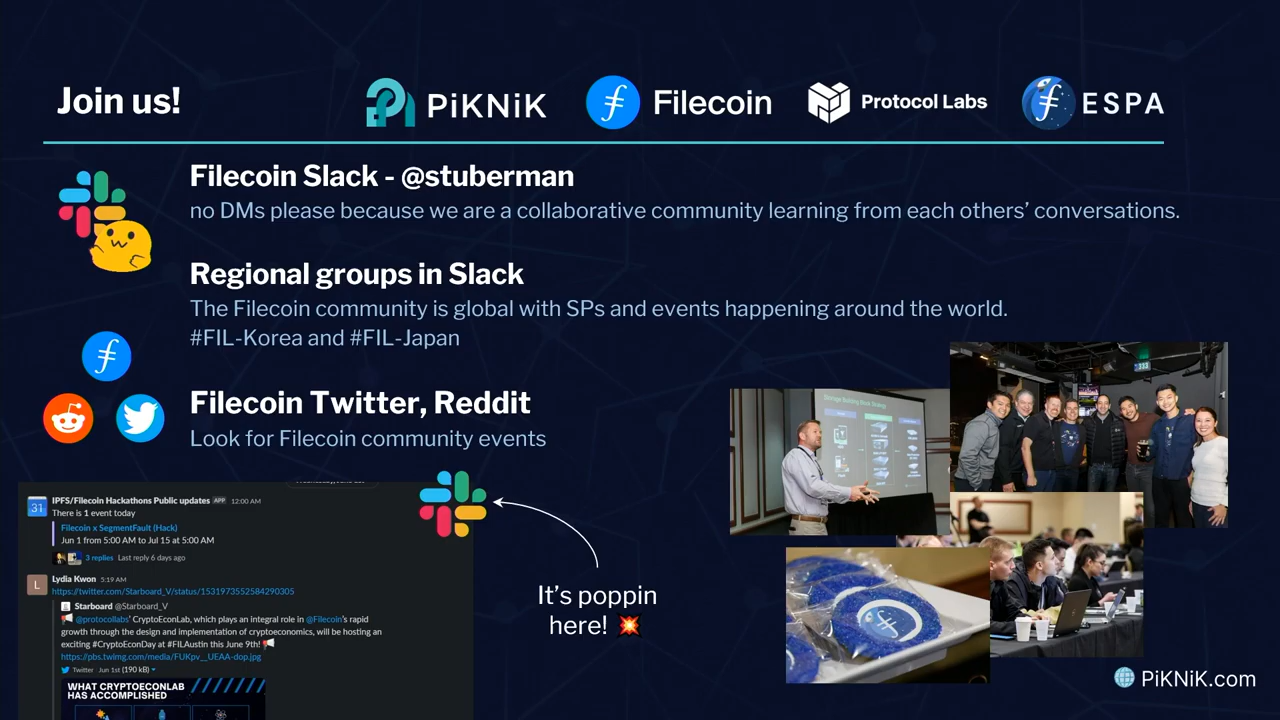 Join us!
PiKNiK
Filecoin
Protocol Labs
ESPA
Filecoin Slack - @stuberman
no DMs please because we are a collaborative community learning from each others’ conversations.
Regional groups in Slack
The Filecoin community is global with SPs and events happening around the world.
#FIL-Korea and #FIL-Japan
Filecoin Twitter, Reddit
Look for Filecoin community events
31
IPFS/Filecoin Hackathons Public updates APP 12:00 AM
There is 1 event today
Filecoin x SegmentFault (Hack)
Jun 1 from 5:00 AM to Jul 15 at 5:00 AM
3 replies Last reply 6 days ago
L
Lydia Kwon 5:19 AM
https://twitter.com/Starboard_V/status/1531973552584290305
Starboard @Starboard_V
@protocollabs' CryptoEconLab, which plays an integral role in @Filecoin's rapid
growth through the design and implementation of cryptoeconomics, will be hosting an
exciting #CryptoEconDay at #FILAustin this June 9th!
https://pbs.twimg.com/media/FUKpv__UEAA-dop.jpg
Twitter Jun 1st (190 kB)
WHAT CRYPTOECONLAB
HAS ACCOMPLISHED
It’s poppin
here!
Storage Building Block Strategy
333
PiKNiK.com